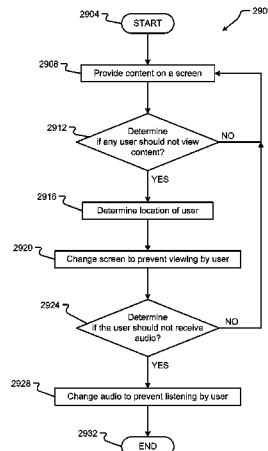 2904
START
2908
Provide content on a screen
2912
Determine
if any user should not view
content?
NO
YES
2916
Determine location of user
2920
Change screen to prevent viewing by user
2924
Determine
if the user should not receive
audio?
NO
YES
2928
Change audio to prevent listening by user
2932
END